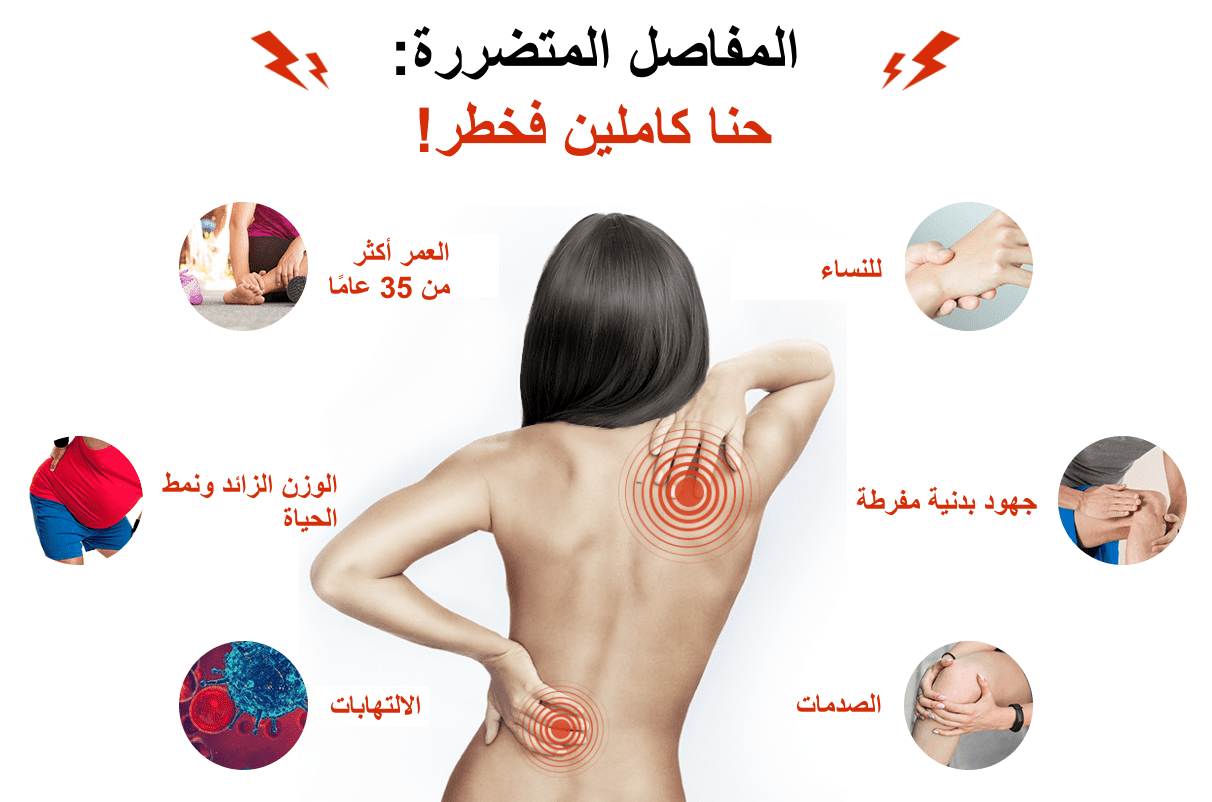 المفاصل المتضررة:
حنا كاملين فخطر!
للنساء
العمر أكثر
من 35 عامًا
جهود بدنية مفرطة
الوزن الزائد ونمط
الحياة
الصدمات
الالتهابات